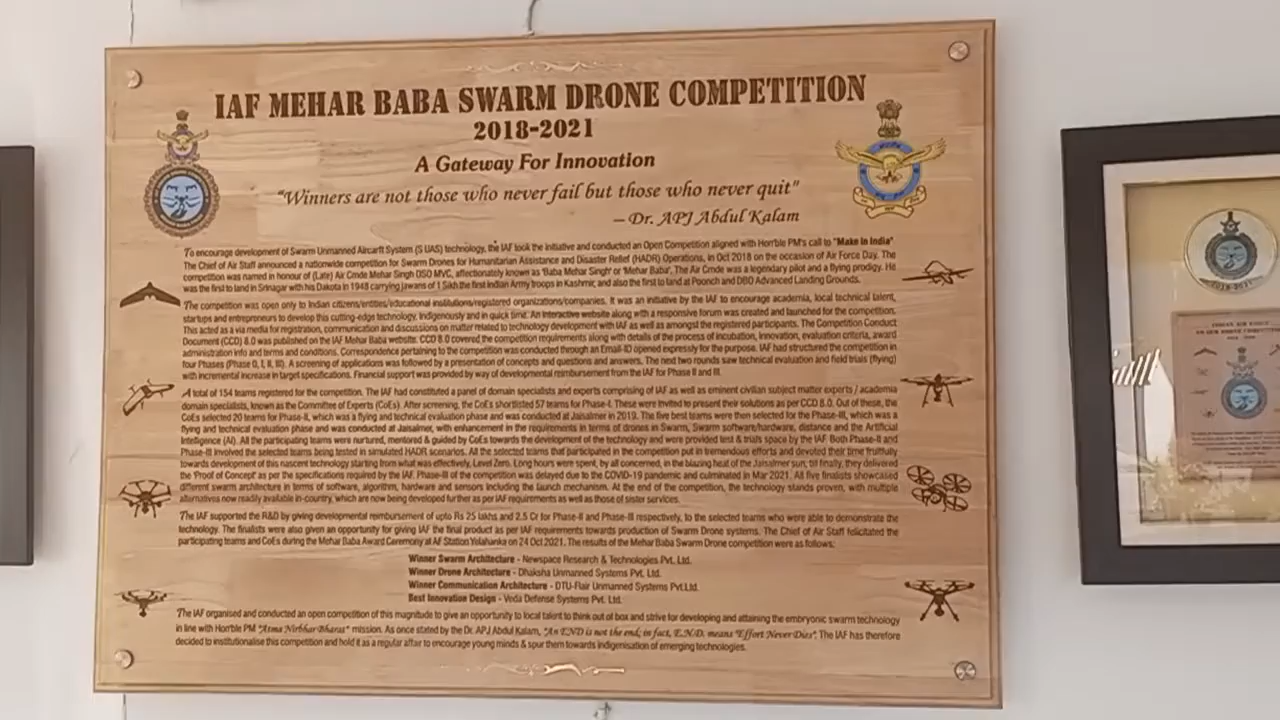 IAF MEHAR BABA SWARM DRONE COMPETITION
2018-2021
A Gateway For Innovation
"Winners are not those who never fail but those who never quit"
– Dr. APJ Abdul Kalam
To encourage development of Swarm Unmanned Aircarft System (S UAS) technology, the IAF took the initiative and conducted an Open Competition aligned with Hon'ble PM's call to "Make in India"
The Chief of Air Staff announced a nationwide competition for Swarm Drones for Humanitarian Assistance and Disaster Relief (HADR) Operations, in Oct 2018 on the occasion of Air Force Day. The
competition was named in honour of (Late) Air Cmde Mehar Singh DSO MVC, affectionately known as 'Baba Mehar Singh' or 'Mehar Baba'. The Air Cmde was a legendary pilot and a flying prodigy. He
was the first to land in Srinagar with his Dakota in 1948 carrying jawans of 1 Sikh the first Indian Army troops in Kashmir, and also the first to land at Poonch and DBO Advanced Landing Grounds.
The competition was open only to Indian citizens/entities/educational institutions/registered organizations/companies. It was an initiative by the IAF to encourage academia, local technical talent,
startups and entrepreneurs to develop this cutting-edge technology, indigenously and in quick time. An interactive website along with a responsive forum was created and launched for the competition.
This acted as a via media for registration, communication and discussions on matter related to technology development with IAF as well as amongst the registered participants. The Competition Conduct
Document (CCD) 8.0 was published on the IAF Mehar Baba website. CCD 8.0 covered the competition requirements along with details of the process of incubation, innovation, evaluation criteria, award
administration info and terms and conditions. Correspondence pertaining to the competition was conducted through an Email-ID opened expressly for the purpose. IAF had structured the competition in
four Phases (Phase 0, I, II, III). A screening of applications was followed by a presentation of concepts and questions and answers. The next two rounds saw technical evaluation and field trials (flying)
with incremental increase in target specifications. Financial support was provided by way of developmental reimbursement from the IAF for Phase II and III.
A total of 154 teams registered for the competition. The IAF had constituted a panel of domain specialists and experts comprising of IAF as well as eminent civilian subject matter experts / academia
domain specialists, known as the Committee of Experts (CoEs). After screening, the CoEs shortlisted 57 teams for Phase-I. These were invited to present their solutions as per CCD 8.0. Out of these, the
CoEs selected 20 teams for Phase-II, which was a flying and technical evaluation phase and was conducted at Jaisalmer in 2019. The five best teams were then selected for the Phase-III, which was a
flying and technical evaluation phase and was conducted at Jaisalmer, with enhancement in the requirements in terms of drones in Swarm, Swarm software/hardware, distance and the Artificial
Intelligence (AI). All the participating teams were nurtured, mentored & guided by CoEs towards the development of the technology and were provided test & trials space by the IAF. Both Phase-II and
Phase-III involved the selected teams being tested in simulated HADR scenarios. All the selected teams that participated in the competition put in tremendous efforts and devoted their time fruitfully
towards development of this nascent technology starting from what was effectively, Level Zero. Long hours were spent, by all concerned, in the blazing heat of the Jaisalmer sun, til finally, they delivered
the 'Proof of Concept' as per the specifications required by the IAF. Phase-III of the competition was delayed due to the COVID-19 pandemic and culminated in Mar 2021. All five finalists showcased
different swarm architecture in terms of software, algorithm, hardware and sensors including the launch mechanism. At the end of the competition, the technology stands proven, with multiple
alternatives now readily available in-country, which are now being developed further as per IAF requirements as well as those of sister services.
The IAF supported the R&D by giving developmental reimbursement of upto Rs 25 lakhs and 2.5 Cr for Phase-II and Phase-III respectively, to the selected teams who were able to demonstrate the
technology. The finalists were also given an opportunity for giving IAF the final product as per IAF requirements towards production of Swarm Drone systems. The Chief of Air Staff felicitated the
participating teams and CoEs during the Mehar Baba Award Ceremony at AF Station Yelahanka on 24 Oct 2021. The results of the Mehar Baba Swarm Drone competition were as follows:
Winner Swarm Architecture - Newspace Research & Technologies Pvt. Ltd.
Winner Drone Architecture - Dhaksha Unmanned Systems Pvt. Ltd.
Winner Communication Architecture - DTU-Flair Unmanned Systems Pvt.Ltd.
Best Innovation Design - Veda Defense Systems Pvt. Ltd.
The IAF organised and conducted an open competition of this magnitude to give an opportunity to local talent to think out of box and strive for developing and attaining the embryonic swarm technology
in line with Hon'ble PM "Atma Nirbhar Bharat" mission. As once stated by the Dr. APJ Abdul Kalam, "An END is not the end; in fact, E.N.D. means 'Effort Never Dies'". The IAF has therefore
decided to institutionalise this competition and hold it as a regular affair to encourage young minds & spur them towards indigenisation of emerging technologies.
2018-2021
INDIAN AIR FORCE